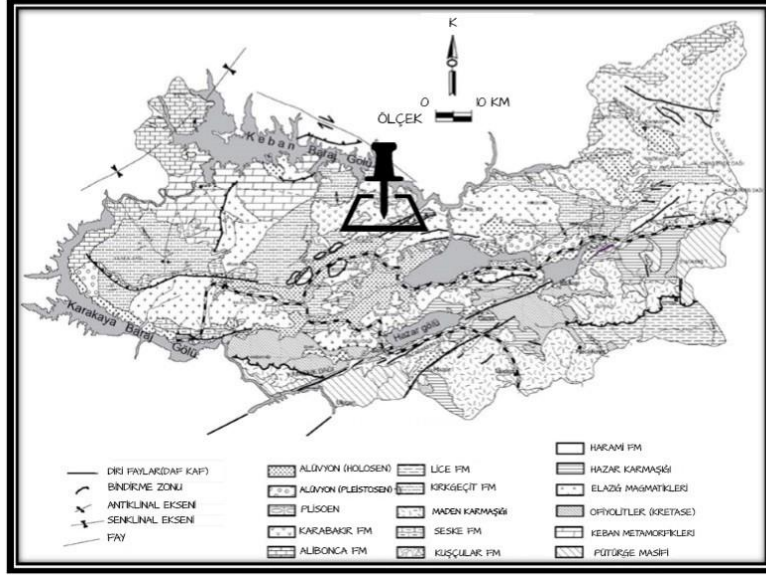 K
ÖLÇEK
0 10 KM
Keban Baraj Gölü
Karakaya Baraj Gölü
Hazar gölü
DİRİ FAYLAR(DAF KAF)
BİNDİRME ZONU
ANTİKLİNAL EKSENİ
SENKLİNAL EKSENİ
FAY
ALÜVYON (HOLOSEN)
ALÜVYON (PLEİSTOSEN)
PLİSOEN
KARABAKIR FM
ALİBONCA FM
LİCE FM
KIRKGEÇİT FM
MADEN KARMAŞIĞI
SESKE FM
KUŞÇULAR FM
HARAMİ FM
HAZAR KARMAŞIĞI
ELAZIĞ MAGMATİKLERİ
OFİYOLİTLER (KRETASE)
KEBAN METAMORFİKLERİ
PÜTÜRGE MASİFİ